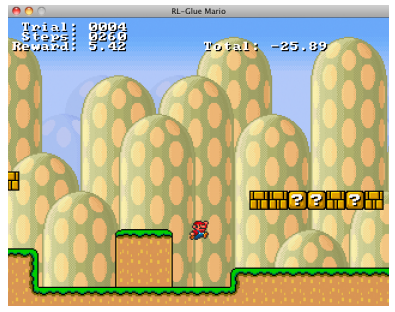 RL-Glue Mario
Trial: 0004
Steps: 0260
Reward: 5.42 Total: -25.89
? ? ?